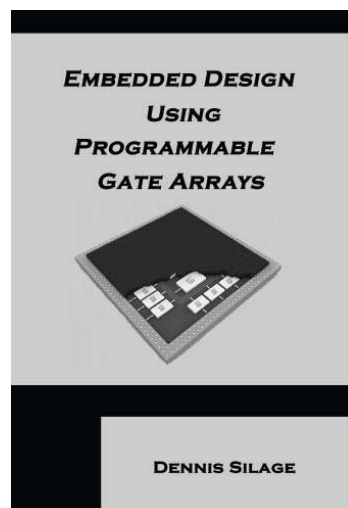 EMBEDDED DESIGN
USING
PROGRAMMABLE
GATE ARRAYS
DENNIS SILAGE